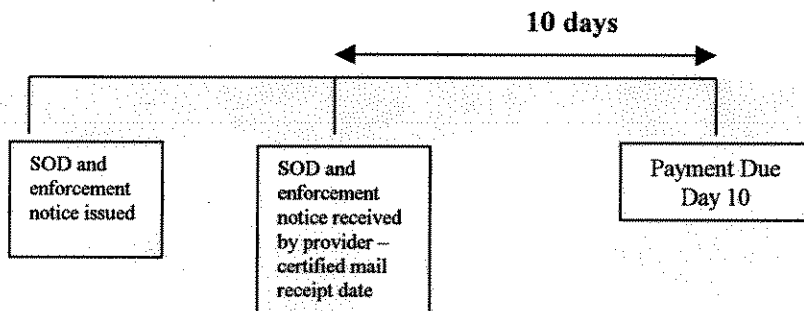 10 days
SOD and
enforcement
notice issued
SOD and
enforcement
notice received
by provider –
certified mail
receipt date
Payment Due
Day 10